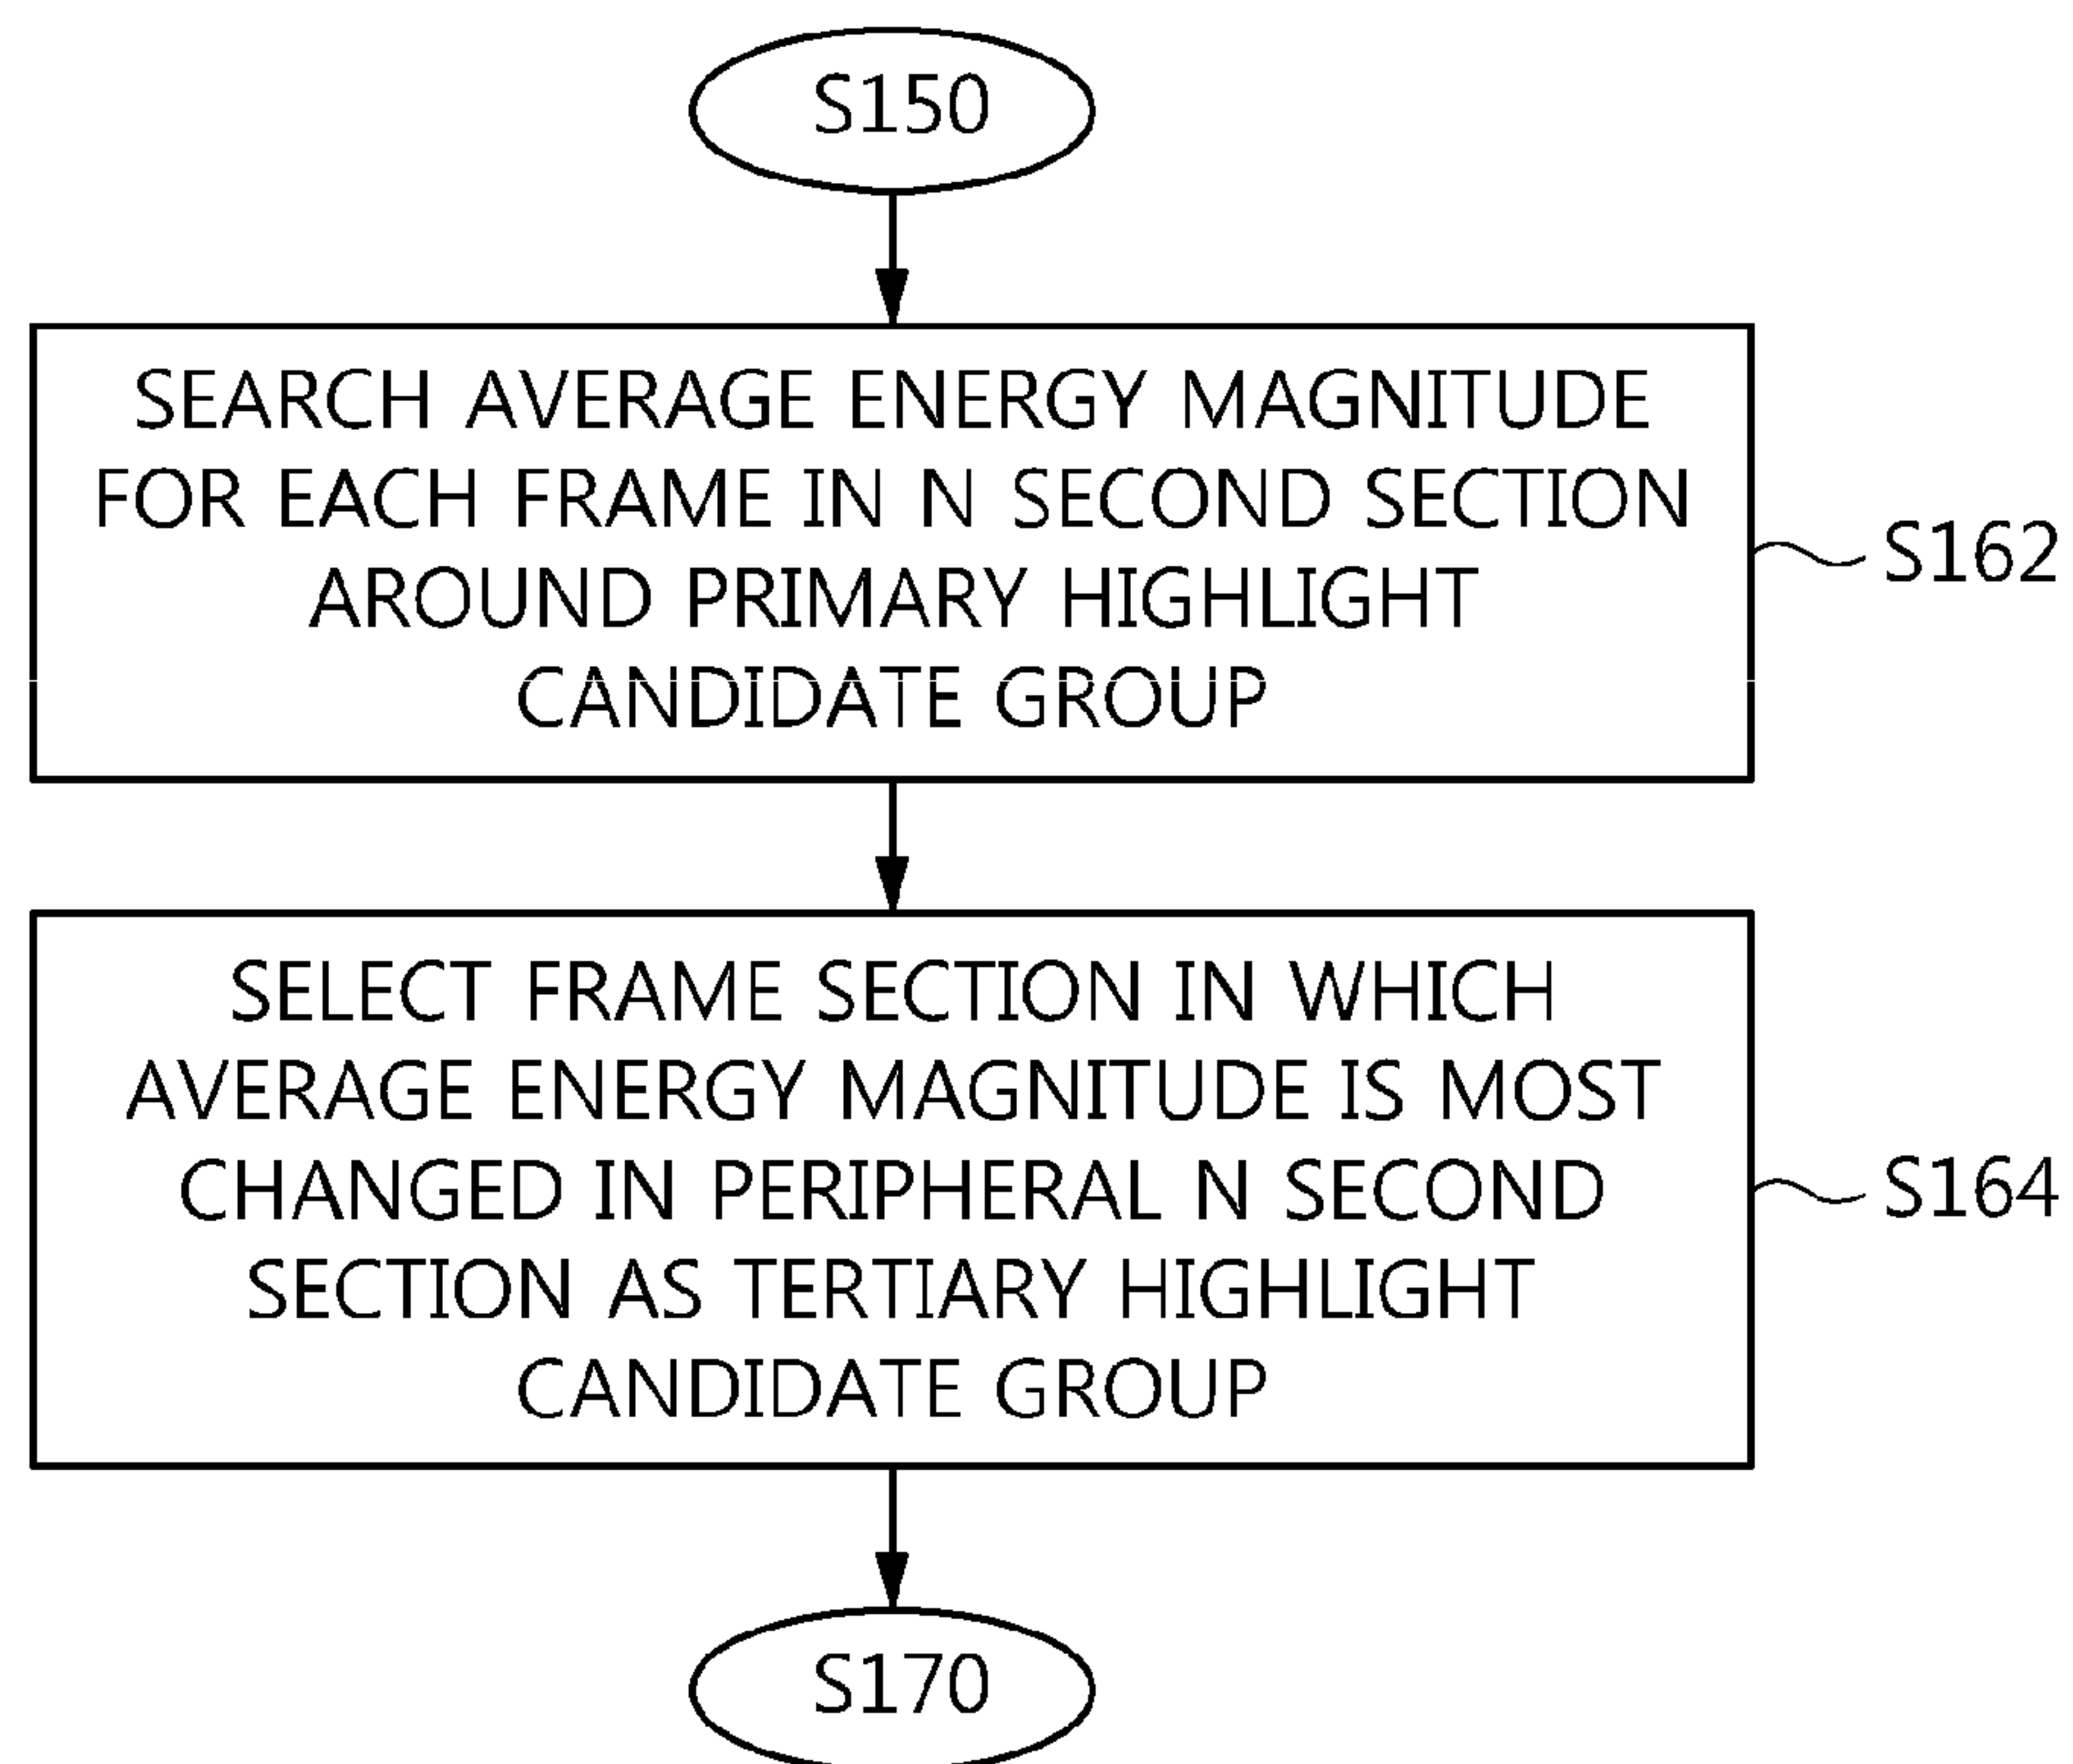 S150
SEARCH AVERAGE ENERGY MAGNITUDE
FOR EACH FRAME IN N SECOND SECTION
AROUND PRIMARY HIGHLIGHT
CANDIDATE GROUP
S162
SELECT FRAME SECTION IN WHICH
AVERAGE ENERGY MAGNITUDE IS MOST
CHANGED IN PERIPHERAL N SECOND
SECTION AS TERTIARY HIGHLIGHT
CANDIDATE GROUP
S164
S170